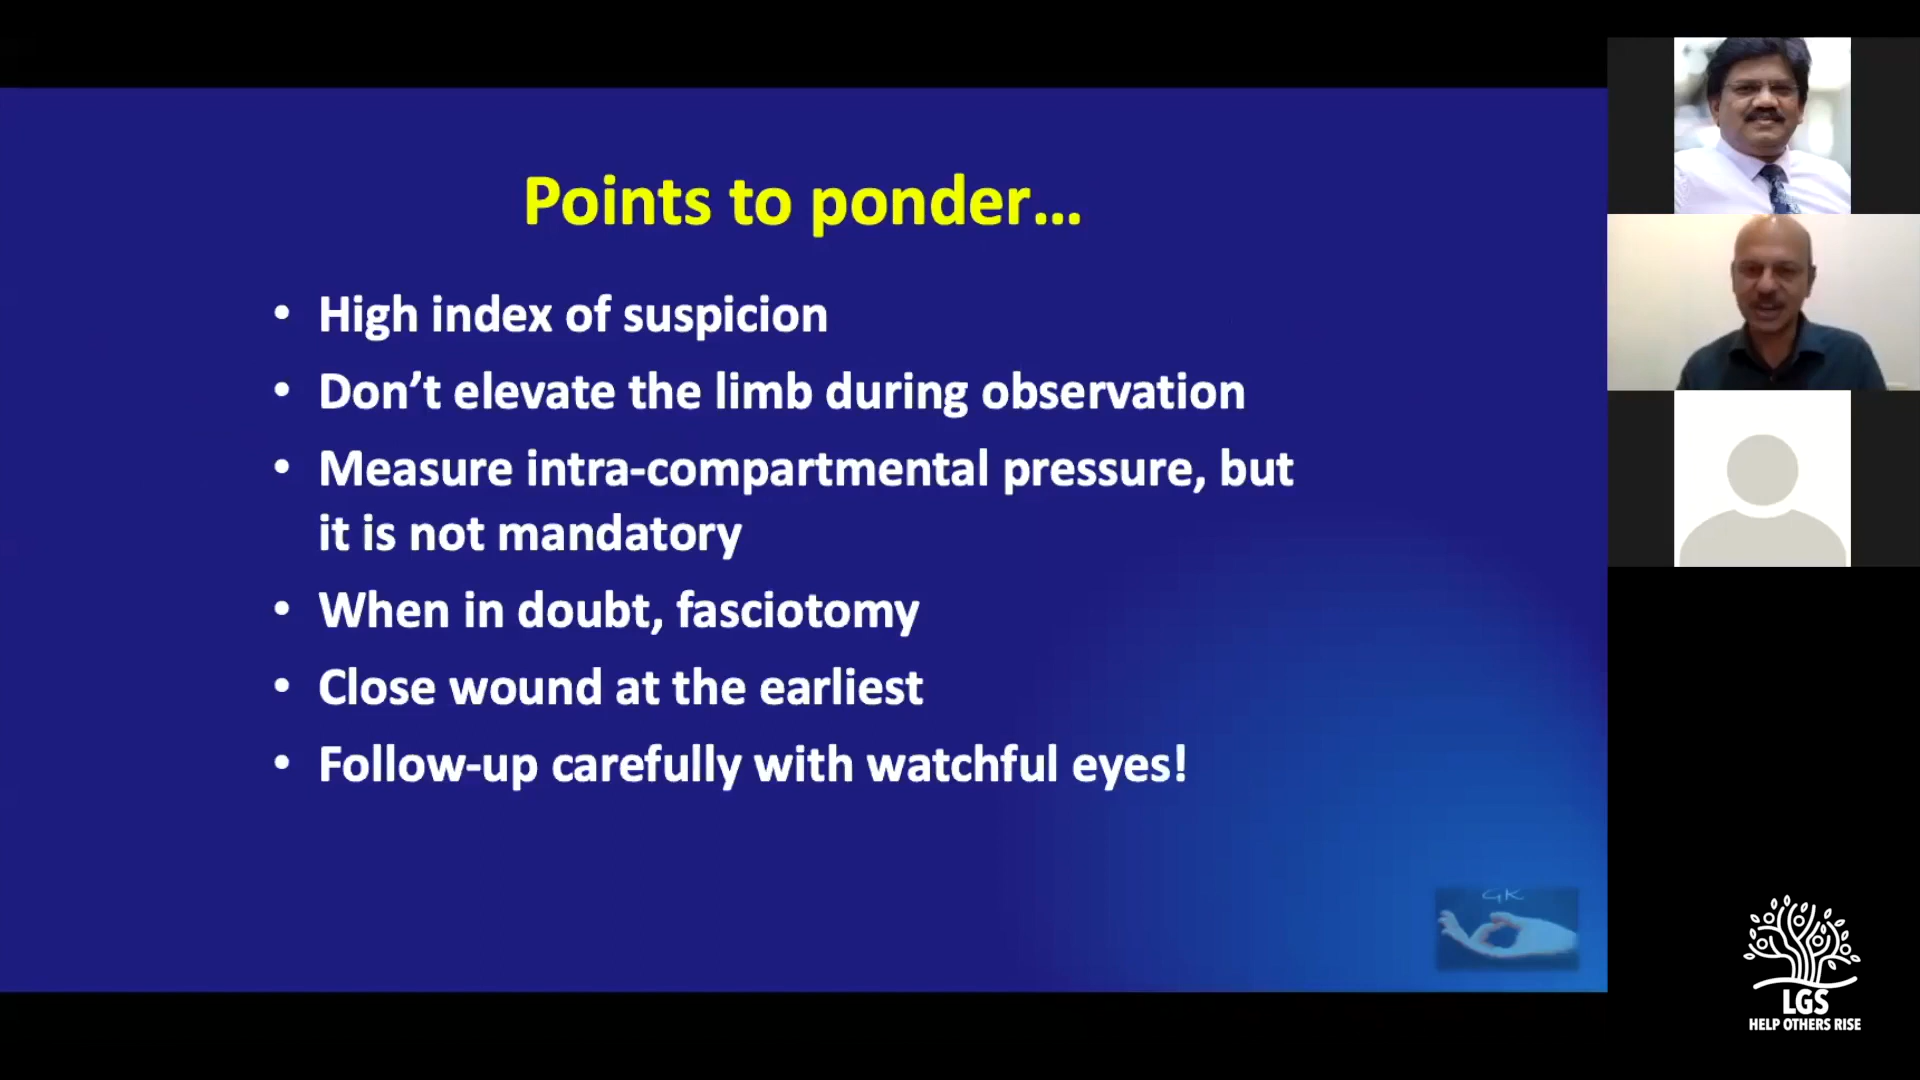 Points to ponder...
• High index of suspicion
• Don't elevate the limb during observation
• Measure intra-compartmental pressure, but
it is not mandatory
• When in doubt, fasciotomy
• Close wound at the earliest
• Follow-up carefully with watchful eyes!
GK
LGS
HELP OTHERS RISE